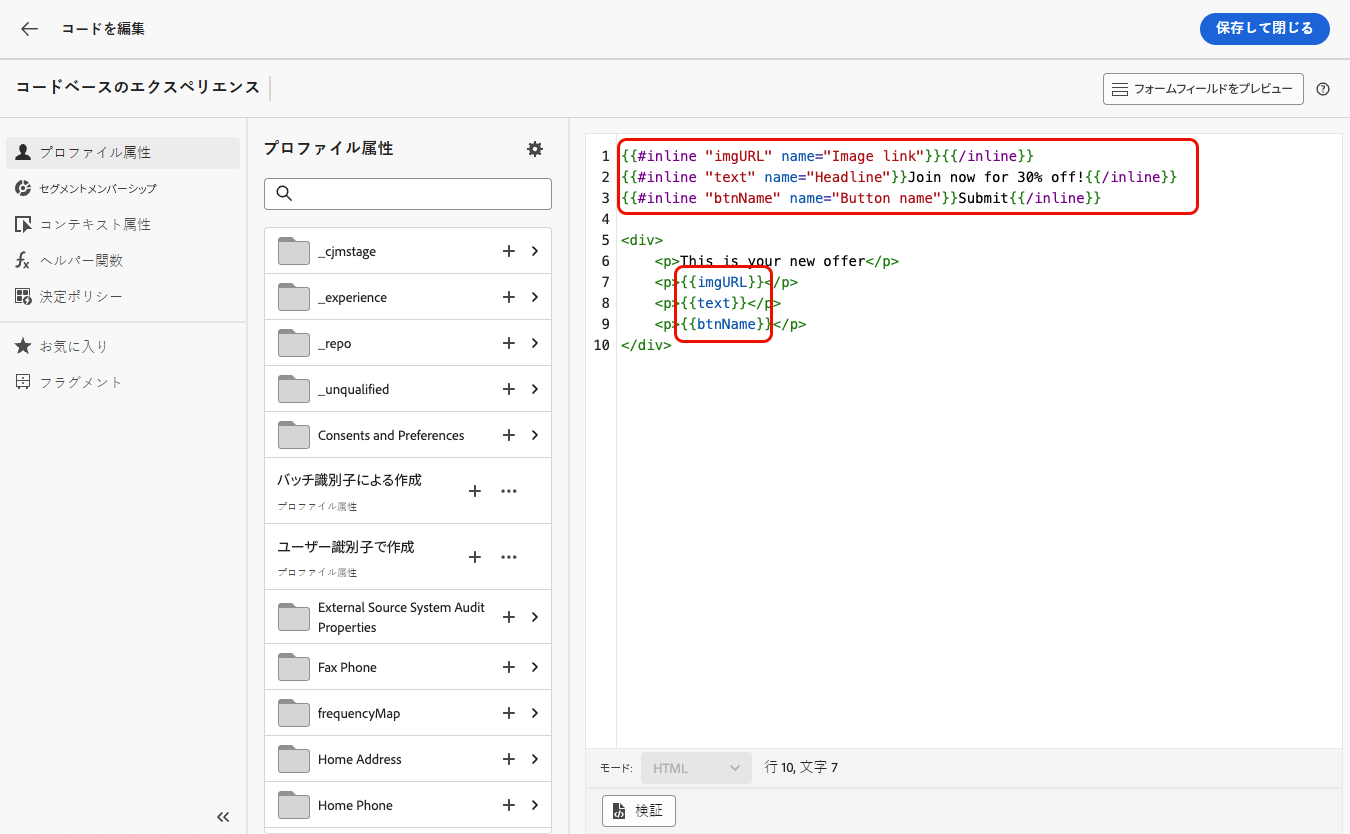 コードを編集
保存して閉じる
コードベースのエクスペリエンス
フォームフィールドをプレビュー
プロファイル属性
セグメントメンバーシップ
コンテキスト属性
ヘルパー関数
決定ポリシー
お気に入り
フラグメント
プロファイル属性
_cjmstage
_experience
_repo
_unqualified
Consents and Preferences
バッチ識別子による作成
プロファイル属性
ユーザー識別子で作成
プロファイル属性
External Source System Audit
Properties
Fax Phone
frequencyMap
Home Address
Home Phone
1 {{#inline "imgURL" name="Image link"}}{{/inline}}
2 {{#inline "text" name="Headline"}}Join now for 30% off!{{/inline}}
3 {{#inline "btnName" name="Button name"}}Submit{{/inline}}
4
5 <div>
6 <p>This is your new offer</p>
7 <p>{{imgURL}}</p>
8 <p>{{text}}</p>
9 <p>{{btnName}}</p>
10 </div>
モード: HTML 行 10, 文字 7
検証